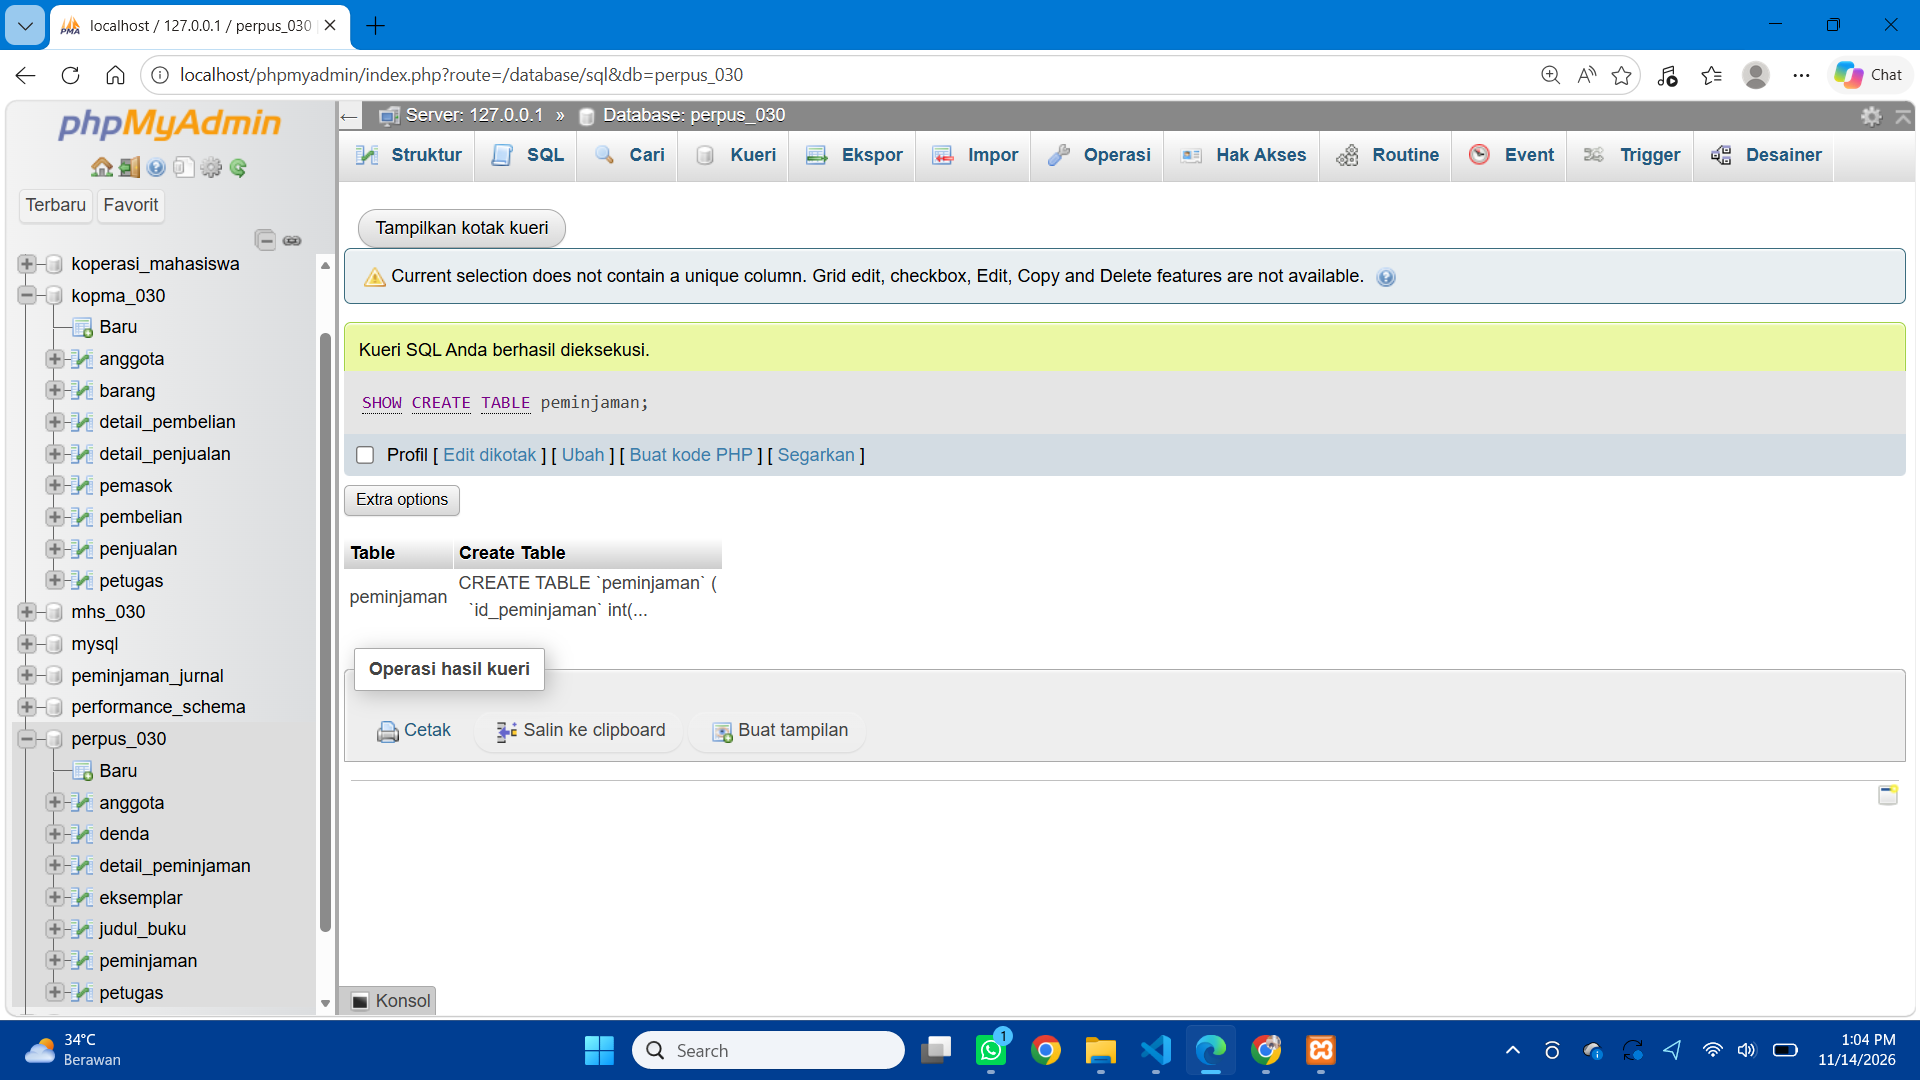 localhost / 127.0.0.1 / perpus_030
localhost/phpmyadmin/index.php?route=/database/sql&db=perpus_030
Chat
phpMyAdmin
Terbaru
Favorit
koperasi_mahasiswa
kopma_030
Baru
anggota
barang
detail_pembelian
detail_penjualan
pemasok
pembelian
penjualan
petugas
mhs_030
mysql
peminjaman_jurnal
performance_schema
perpus_030
Baru
anggota
denda
detail_peminjaman
eksemplar
judul_buku
peminjaman
petugas
Server: 127.0.0.1 » Database: perpus_030
Struktur SQL Cari Kueri Ekspor Impor Operasi Hak Akses Routine Event Trigger Desainer
Tampilkan kotak kueri
Current selection does not contain a unique column. Grid edit, checkbox, Edit, Copy and Delete features are not available.
Kueri SQL Anda berhasil dieksekusi.
SHOW CREATE TABLE peminjaman;
Profil [ Edit dikotak ] [ Ubah ] [ Buat kode PHP ] [ Segarkan ]
Extra options
Table Create Table
peminjaman
CREATE TABLE `peminjaman` (
`id_peminjaman` int(...
Operasi hasil kueri
Cetak Salin ke clipboard Buat tampilan
Konsol
34°C
Berawan
Search
1
1:04 PM
11/14/2026